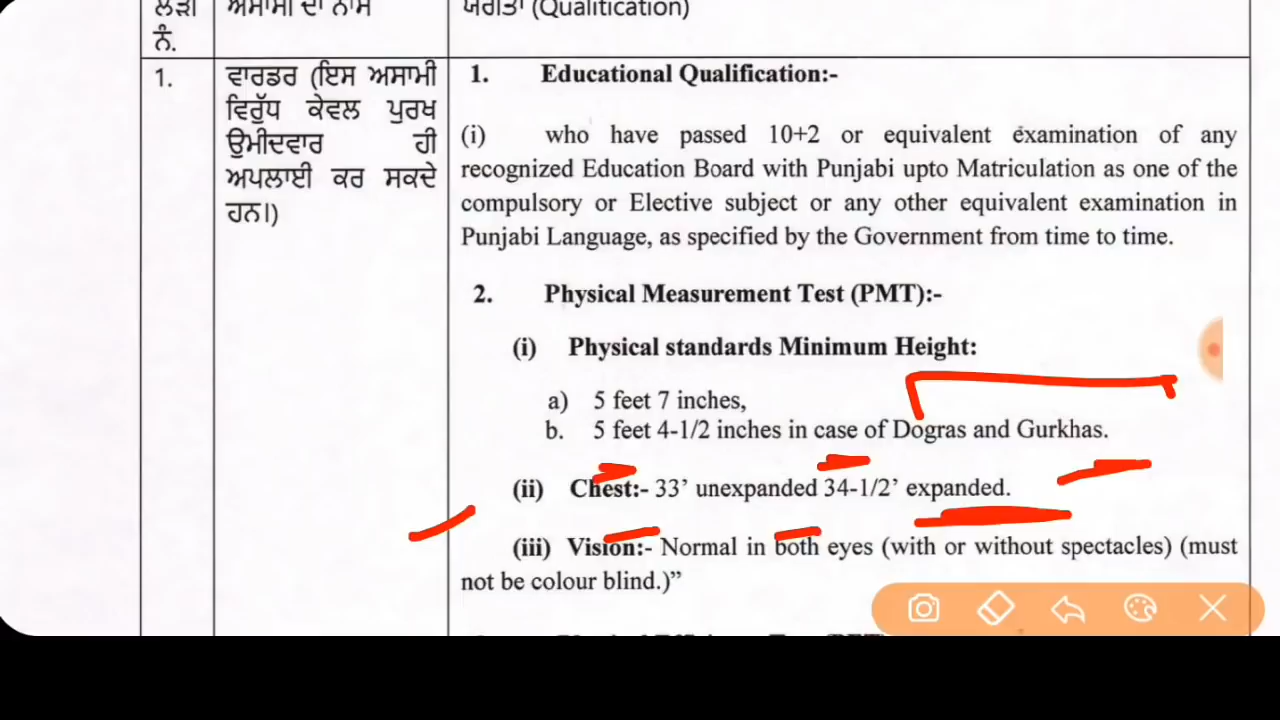 ਲੜੀ ਅਸਾਮੀ ਦਾ ਨਾਮ (Qualification)
ਨੰ.
1. ਵਾਰਡਰ (ਇਸ ਅਸਾਮੀ
ਵਿਰੁੱਧ ਕੇਵਲ ਪੁਰਖ
ਉਮੀਦਵਾਰ ਹੀ
ਅਪਲਾਈ ਕਰ ਸਕਦੇ
ਹਨ।)
1. Educational Qualification:-
(i) who have passed 10+2 or equivalent examination of any
recognized Education Board with Punjabi upto Matriculation as one of the
compulsory or Elective subject or any other equivalent examination in
Punjabi Language, as specified by the Government from time to time.
2. Physical Measurement Test (PMT):-
(i) Physical standards Minimum Height:
a) 5 feet 7 inches,
b. 5 feet 4-1/2 inches in case of Dogras and Gurkhas.
(ii) Chest:- 33’ unexpanded 34-1/2’ expanded.
(iii) Vision:- Normal in both eyes (with or without spectacles) (must
not be colour blind.)”